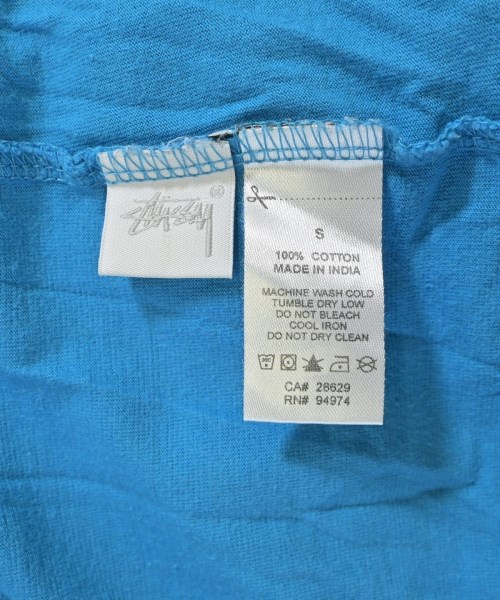 Stüssy
S
100% COTTON
MADE IN INDIA
MACHINE WASH COLD
TUMBLE DRY LOW
DO NOT BLEACH
COOL IRON
DO NOT DRY CLEAN
CA# 28629
RN# 94974